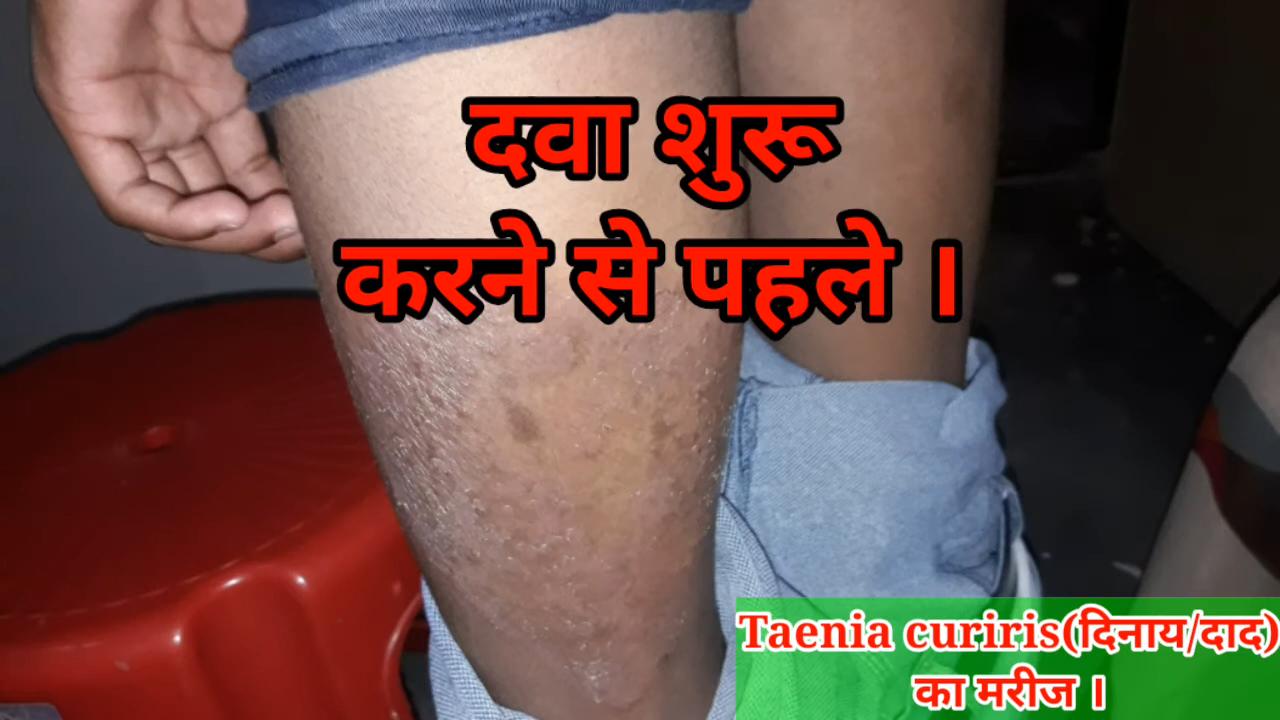 दवा शुरू
करने से पहले ।
Taenia curiris(दिनाय/दाद)
का मरीज ।